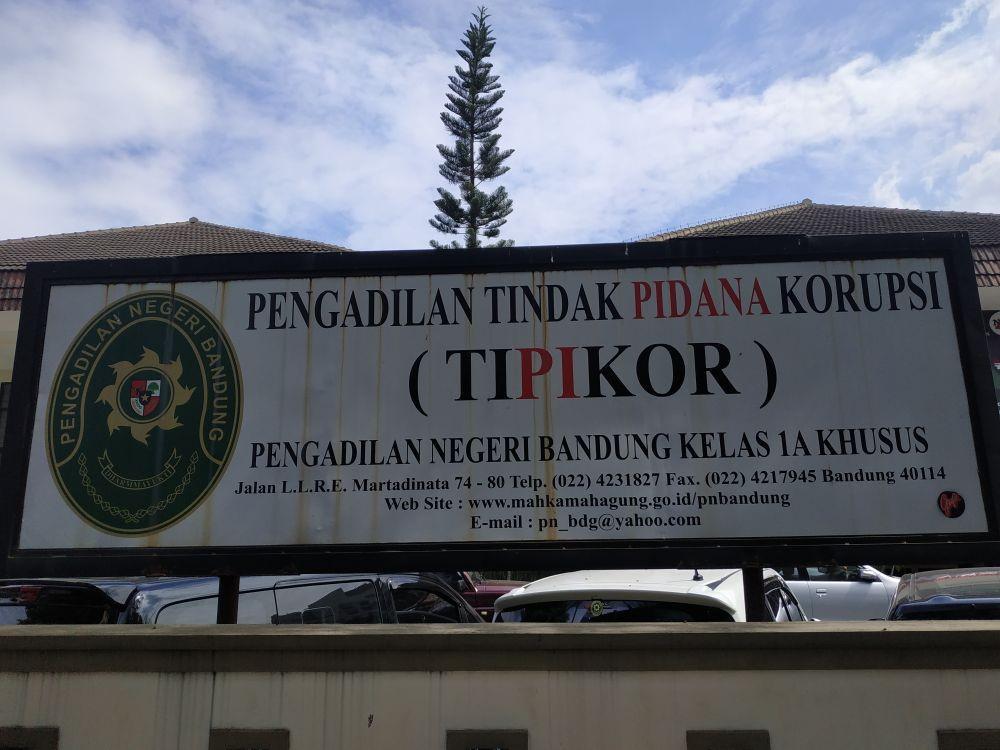 PENGADILAN NEGERI BANDUNG
PENGADILAN TINDAK PIDANA KORUPSI
( TIPIKOR )
PENGADILAN NEGERI BANDUNG KELAS 1A KHUSUS
Jalan L.L.R.E. Martadinata 74 - 80 Telp. (022) 4231827 Fax. (022) 4217945 Bandung 40114
Web Site : www.mahkamahagung.go.id/pnbandung
E-mail : pn_bdg@yahoo.com